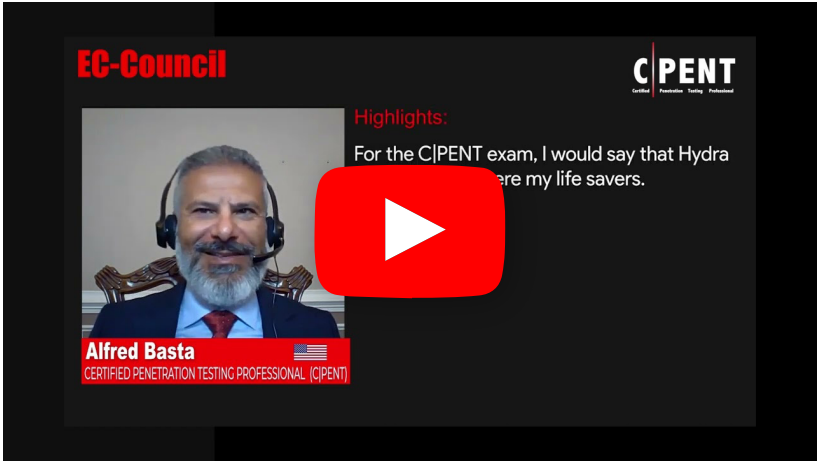 EC-Council
C|PENT
Certified Penetration Testing Professional
Highlights:
For the C|PENT exam, I would say that Hydra
ere my life savers.
Alfred Basta
CERTIFIED PENETRATION TESTING PROFESSIONAL (C|PENT)